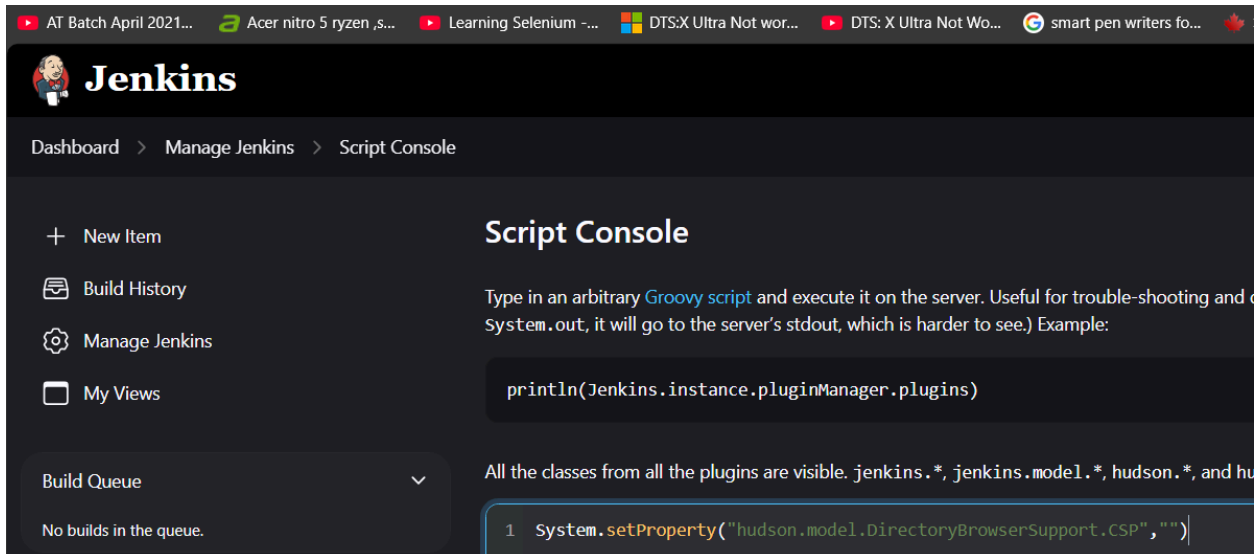 AT Batch April 2021... Acer nitro 5 ryzen ,s... Learning Selenium -... DTS:X Ultra Not wor... DTS: X Ultra Not Wo... smart pen writers fo...
Jenkins
Dashboard > Manage Jenkins > Script Console
+ New Item
Build History
Manage Jenkins
My Views
Build Queue
No builds in the queue.
Script Console
Type in an arbitrary Groovy script and execute it on the server. Useful for trouble-shooting and
System.out, it will go to the server's stdout, which is harder to see.) Example:
println(Jenkins.instance.pluginManager.plugins)
All the classes from all the plugins are visible. jenkins.*, jenkins.model.*, hudson.*, and
1 System.setProperty("hudson.model.DirectoryBrowserSupport.CSP","")